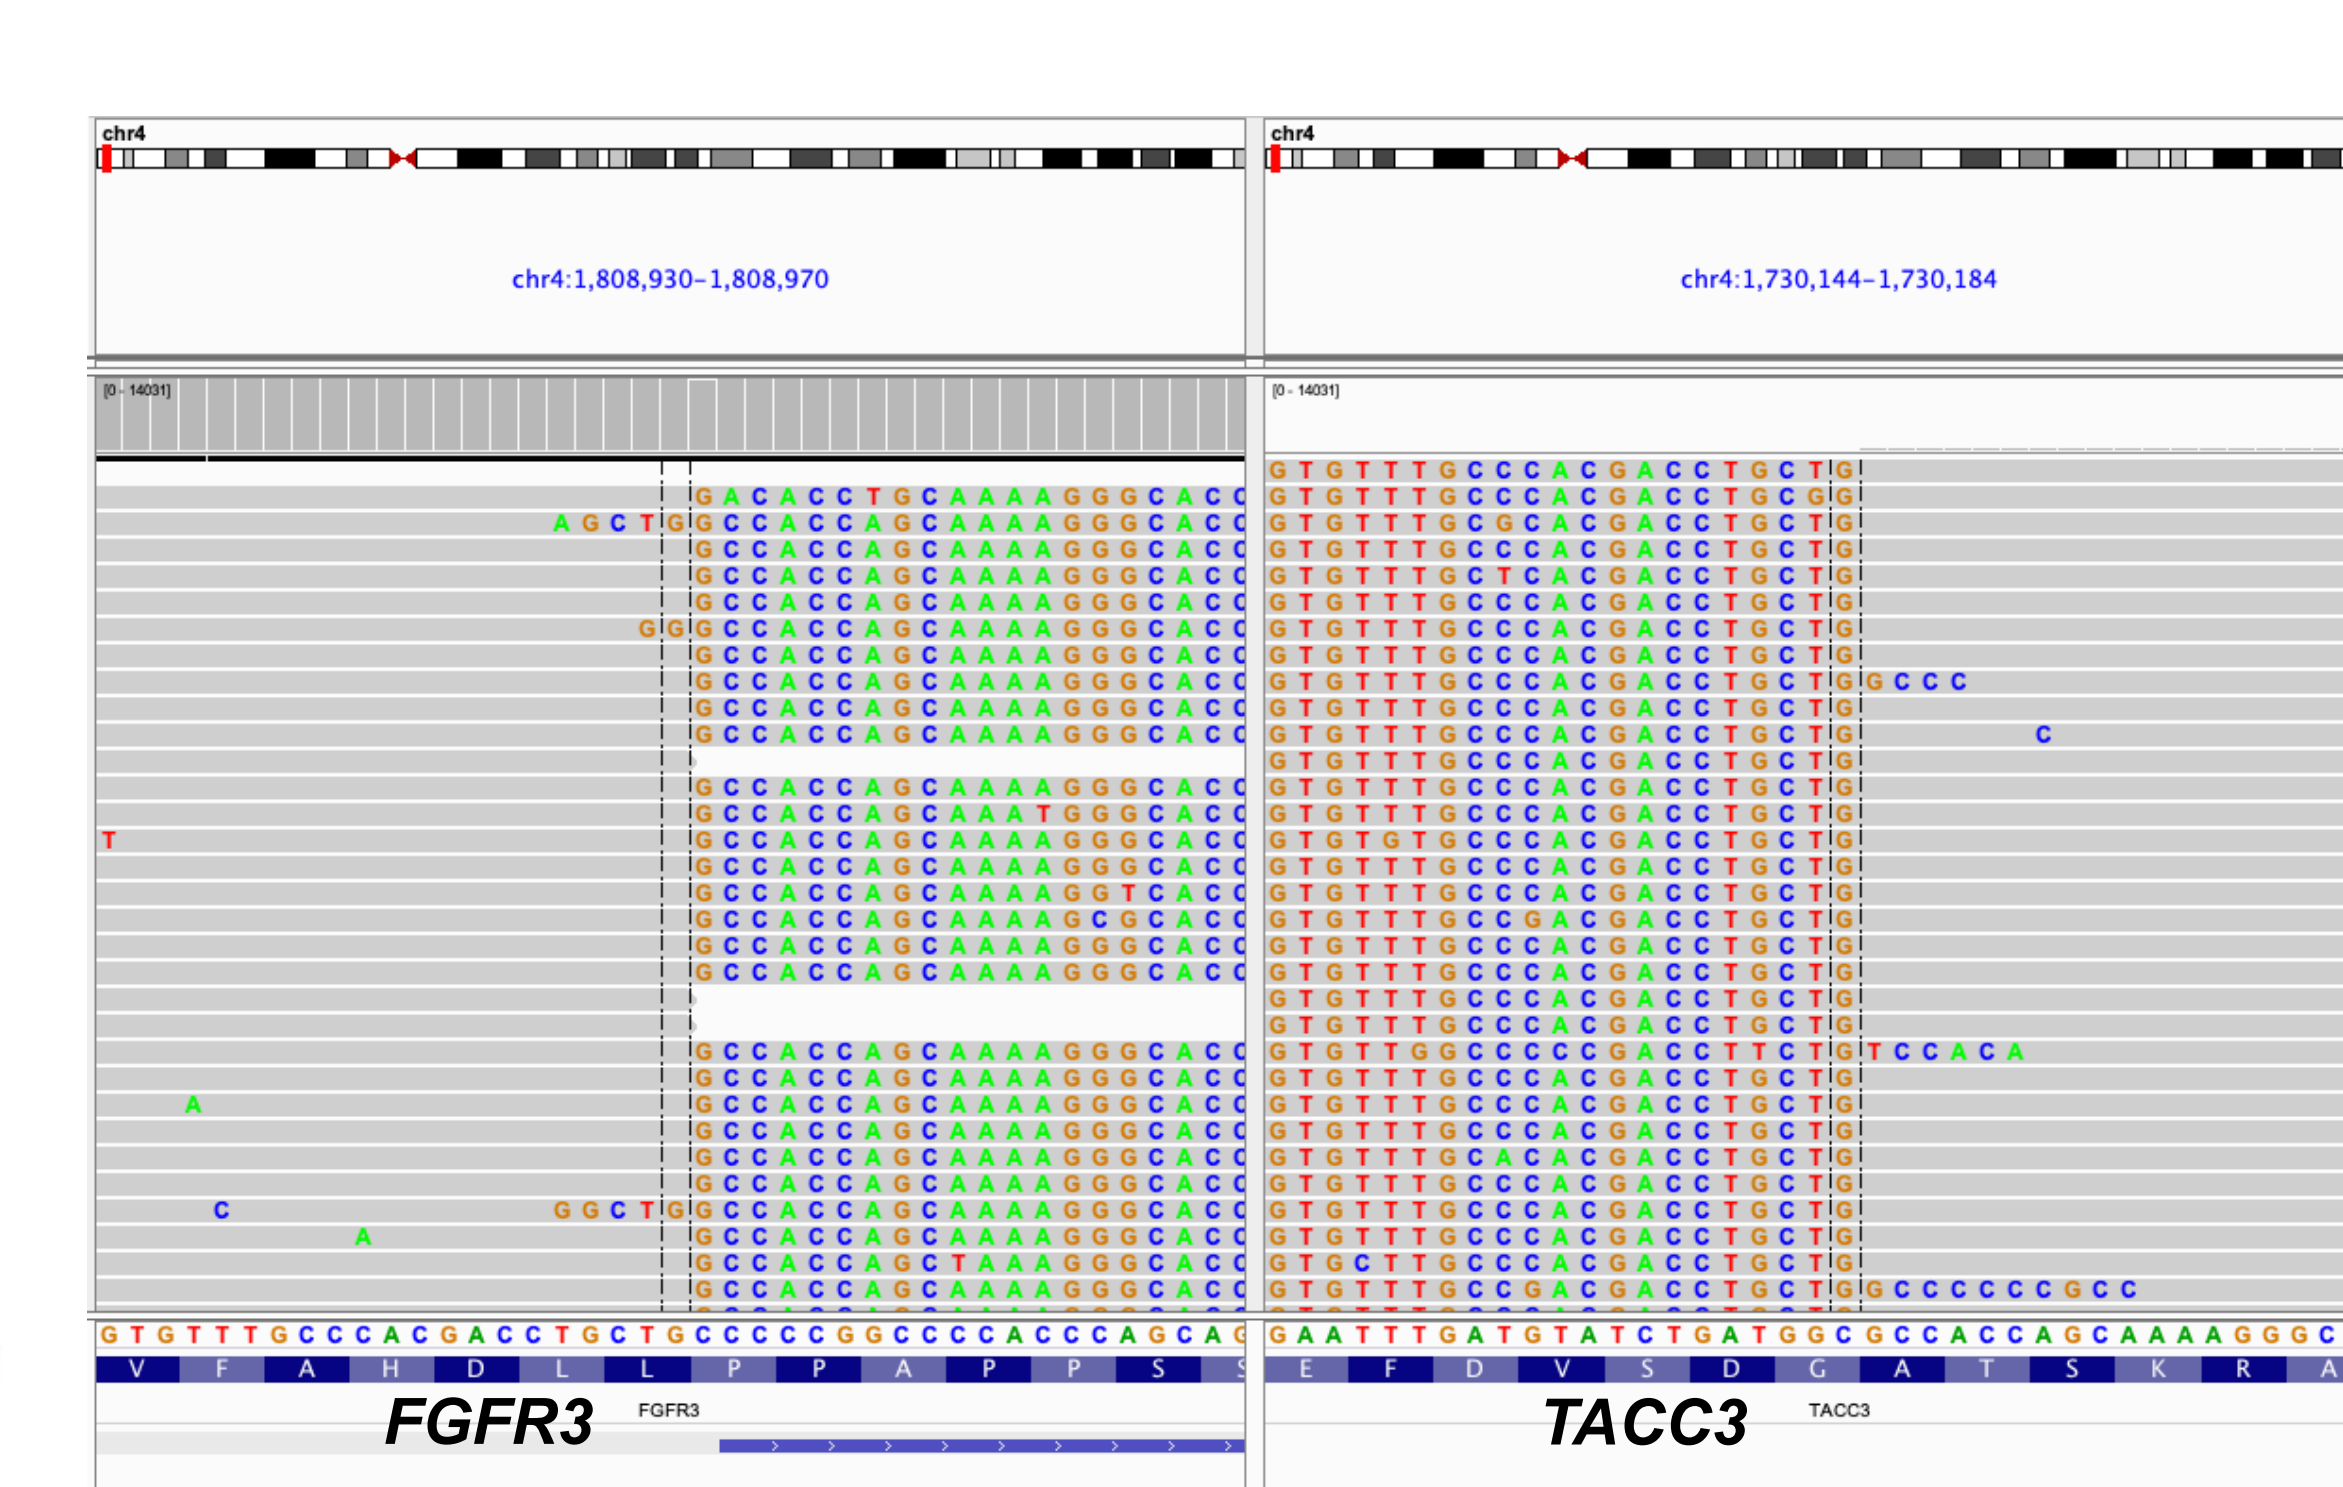 chr4
chr4:1,808,930–1,808,970
[0 - 14031]
G A C A C C T G C A A A A G G G C A C C
A G C T G G C C A C C A G C A A A A G G G C A C C
G C C A C C A G C A A A A G G G C A C C
G C C A C C A G C A A A A G G G C A C C
G C C A C C A G C A A A A G G G C A C C
G G G C C A C C A G C A A A A G G G C A C C
G C C A C C A G C A A A A G G G C A C C
G C C A C C A G C A A A A G G G C A C C
G C C A C C A G C A A A A G G G C A C C
G C C A C C A G C A A A A G G G C A C C
G C C A C C A G C A A A A G G G C A C C
G C C A C C A G C A A A T G G G C A C C
T G C C A C C A G C A A A A G G G C A C C
G C C A C C A G C A A A A G G G C A C C
G C C A C C A G C A A A A G G T C A C C
G C C A C C A G C A A A A G C G C A C C
G C C A C C A G C A A A A G G G C A C C
G C C A C C A G C A A A A G G G C A C C
G C C A C C A G C A A A A G G G C A C C
G C C A C C A G C A A A A G G G C A C C
A G C C A C C A G C A A A A G G G C A C C
G C C A C C A G C A A A A G G G C A C C
G C C A C C A G C A A A A G G G C A C C
G C C A C C A G C A A A A G G G C A C C
C G G C T G G C C A C C A G C A A A A G G G C A C C
A G C C A C C A G C A A A A G G G C A C C
G C C A C C A G C T A A A G G G C A C C
G C C A C C A G C A A A A G G G C A C C
G T G T T T G C C C A C G A C C T G C T G C C C C C G G C C C C A C C C A G C A G
V F A H D L L P P A P P S S
FGFR3
FGFR3
chr4
chr4:1,730,144–1,730,184
[0 - 14031]
G T G T T T G C C C A C G A C C T G C T G
G T G T T T G C C C A C G A C C T G C G G
G T G T T T G C G C A C G A C C T G C T G
G T G T T T G C C C A C G A C C T G C T G
G T G T T T G C T C A C G A C C T G C T G
G T G T T T G C C C A C G A C C T G C T G
G T G T T T G C C C A C G A C C T G C T G
G T G T T T G C C C A C G A C C T G C T G
G T G T T T G C C C A C G A C C T G C T G G C C C
G T G T T T G C C C A C G A C C T G C T G
G T G T T T G C C C A C G A C C T G C T G C
G T G T T T G C C C A C G A C C T G C T G
G T G T T T G C C C A C G A C C T G C T G
G T G T T T G C C C A C G A C C T G C T G
G T G T G T G C C C A C G A C C T G C T G
G T G T T T G C C C A C G A C C T G C T G
G T G T T T G C C C A C G A C C T G C T G
G T G T T T G C C G A C G A C C T G C T G
G T G T T T G C C C A C G A C C T G C T G
G T G T T T G C C C A C G A C C T G C T G
G T G T T T G C C C A C G A C C T G C T G
G T G T T T G C C C A C G A C C T G C T G
G T G T T G G C C C C C G A C C T T C T G T C C A C A
G T G T T T G C C C A C G A C C T G C T G
G T G T T T G C C C A C G A C C T G C T G
G T G T T T G C C C A C G A C C T G C T G
G T G T T T G C A C A C G A C C T G C T G
G T G T T T G C C C A C G A C C T G C T G
G T G T T T G C C C A C G A C C T G C T G
G T G T T T G C C C A C G A C C T G C T G
G T G C T T G C C C A C G A C C T G C T G
G T G T T T G C C G A C G A C C T G C T G G C C C C C C G C C
G A A T T T G A T G T A T C T G A T G G C G C C A C C A G C A A A A G G G C
E F D V S D G A T S K R A
TACC3
TACC3